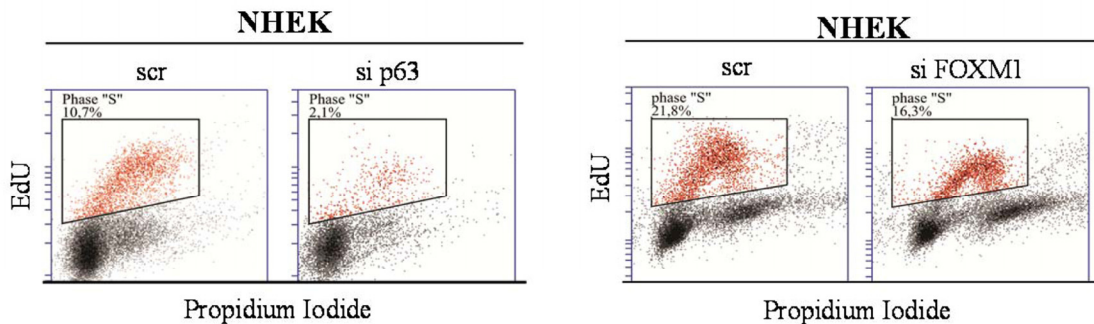 NHEK
scr si p63
Phase "S"
10,7%
Phase "S"
2,1%
EdU
Propidium Iodide
NHEK
scr si FOXM1
phase "S"
21,8%
phase "S"
16,3%
EdU
Propidium Iodide